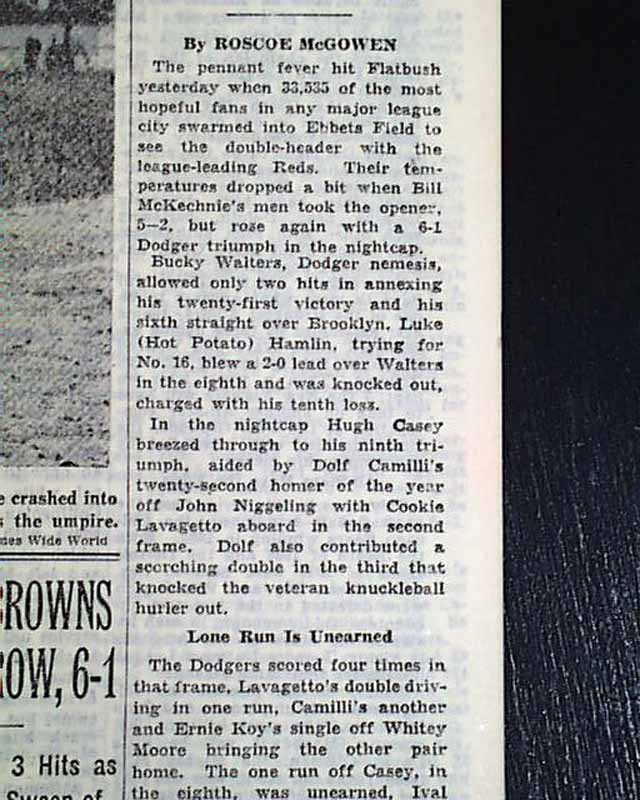 By ROSCOE McGOWEN
The pennant fever hit Flatbush
yesterday when 33,535 of the most
hopeful fans in any major league
city swarmed into Ebbets Field to
see the double-header with the
league-leading Reds. Their tem-
peratures dropped a bit when Bill
McKechnie's men took the opener,
5–2, but rose again with a 6-1
Dodger triumph in the nightcap.
Bucky Walters, Dodger nemesis,
allowed only two hits in annexing
his twenty-first victory and his
sixth straight over Brooklyn. Luke
(Hot Potato) Hamlin, trying for
No. 16, blew a 2-0 lead over Walters
in the eighth and was knocked out,
charged with his tenth loss.
In the nightcap Hugh Casey
breezed through to his ninth tri-
umph, aided by Dolf Camilli's
twenty-second homer of the year
off John Niggeling with Cookie
Lavagetto aboard in the second
frame. Dolf also contributed a
scorching double in the third that
knocked the veteran knuckleball
hurler out.
Lone Run Is Unearned
The Dodgers scored four times in
that frame, Lavagetto's double driv-
ing in one run, Camilli's another
and Ernie Koy's single off Whitey
Moore bringing the other pair
home. The one run off Casey, in
the eighth, was unearned, Ival
e crashed into
s the umpire.
mes Wide World
ROWNS
OW, 6-1
3 Hits as
Sweep of